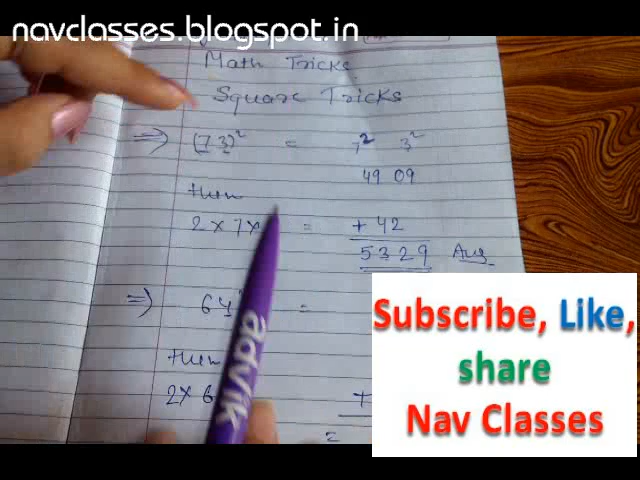 navclasses.blogspot.in
Math Tricks
Square Tricks
⇒ (73)² = 7² 3²
49 09
then
2 × 7 × = + 42
5329 Ans
⇒ 64 =
then
2 × 6 +
=
advik
Subscribe, Like,
share
Nav Classes